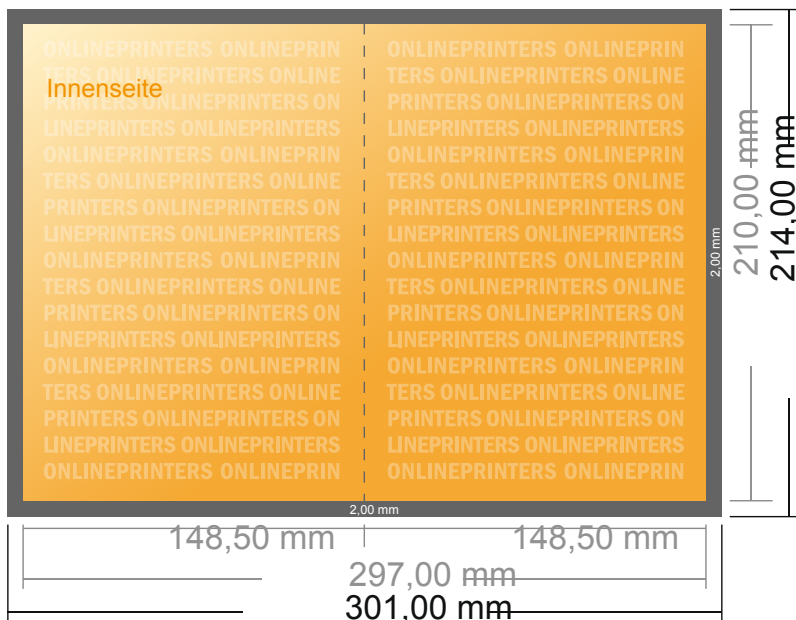 ONLINEPRINTERS ONLINEPRIN
TERS ONLINEPRINTERS ONLINE
PRINTERS ONLINEPRINTERS ON
LINEPRINTERS ONLINEPRINTERS
ONLINEPRINTERS ONLINEPRIN
TERS ONLINEPRINTERS ONLINE
PRINTERS ONLINEPRINTERS ON
LINEPRINTERS ONLINEPRINTERS
ONLINEPRINTERS ONLINEPRIN
TERS ONLINEPRINTERS ONLINE
PRINTERS ONLINEPRINTERS ON
LINEPRINTERS ONLINEPRINTERS
ONLINEPRINTERS ONLINEPRIN
TERS ONLINEPRINTERS ONLINE
PRINTERS ONLINEPRINTERS ON
LINEPRINTERS ONLINEPRINTERS
ONLINEPRINTERS ONLINEPRIN
Innenseite
ONLINEPRINTERS ONLINEPRIN
TERS ONLINEPRINTERS ONLINE
PRINTERS ONLINEPRINTERS ON
LINEPRINTERS ONLINEPRINTERS
ONLINEPRINTERS ONLINEPRIN
TERS ONLINEPRINTERS ONLINE
PRINTERS ONLINEPRINTERS ON
LINEPRINTERS ONLINEPRINTERS
ONLINEPRINTERS ONLINEPRIN
TERS ONLINEPRINTERS ONLINE
PRINTERS ONLINEPRINTERS ON
LINEPRINTERS ONLINEPRINTERS
ONLINEPRINTERS ONLINEPRIN
TERS ONLINEPRINTERS ONLINE
PRINTERS ONLINEPRINTERS ON
LINEPRINTERS ONLINEPRINTERS
ONLINEPRINTERS ONLINEPRIN
2,00 mm
210,00 mm
214,00 mm
2,00 mm
148,50 mm
148,50 mm
297,00 mm
301,00 mm